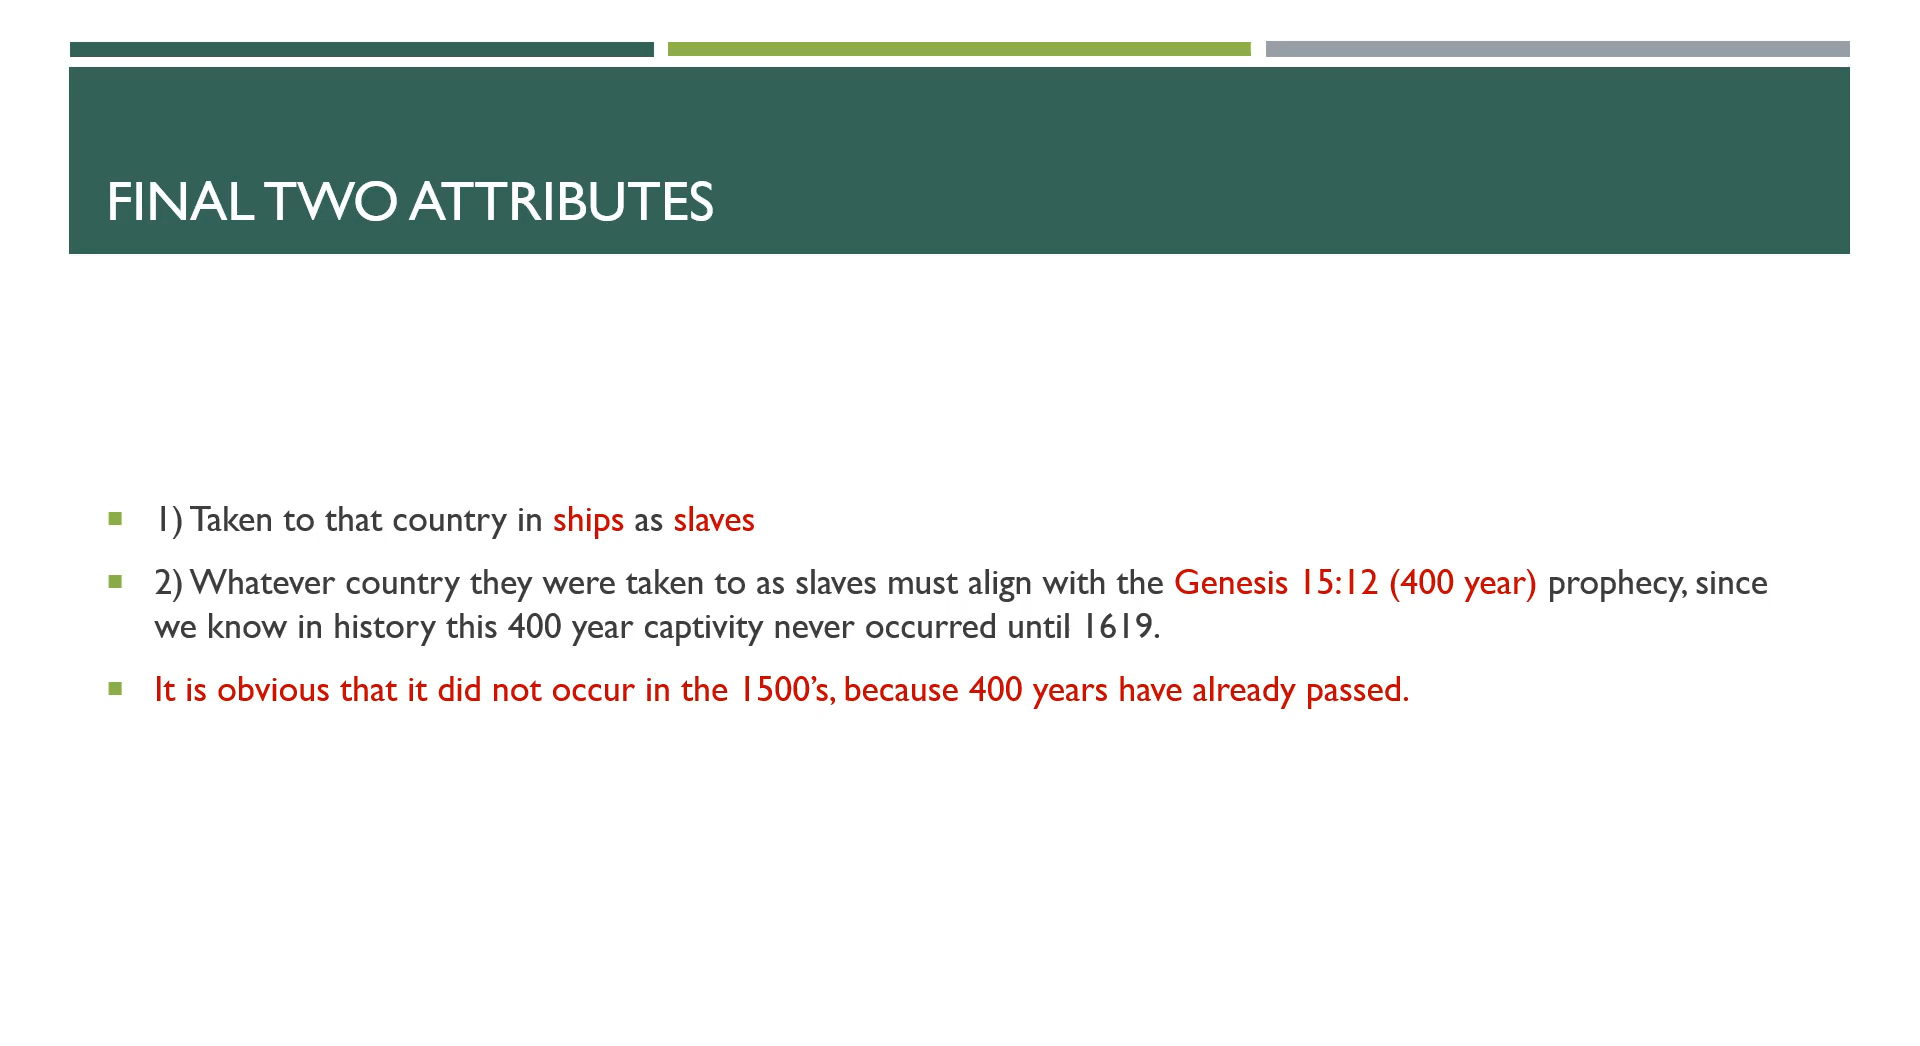 FINAL TWO ATTRIBUTES
1) Taken to that country in ships as slaves
2) Whatever country they were taken to as slaves must align with the Genesis 15:12 (400 year) prophecy, since
we know in history this 400 year captivity never occurred until 1619.
It is obvious that it did not occur in the 1500’s, because 400 years have already passed.